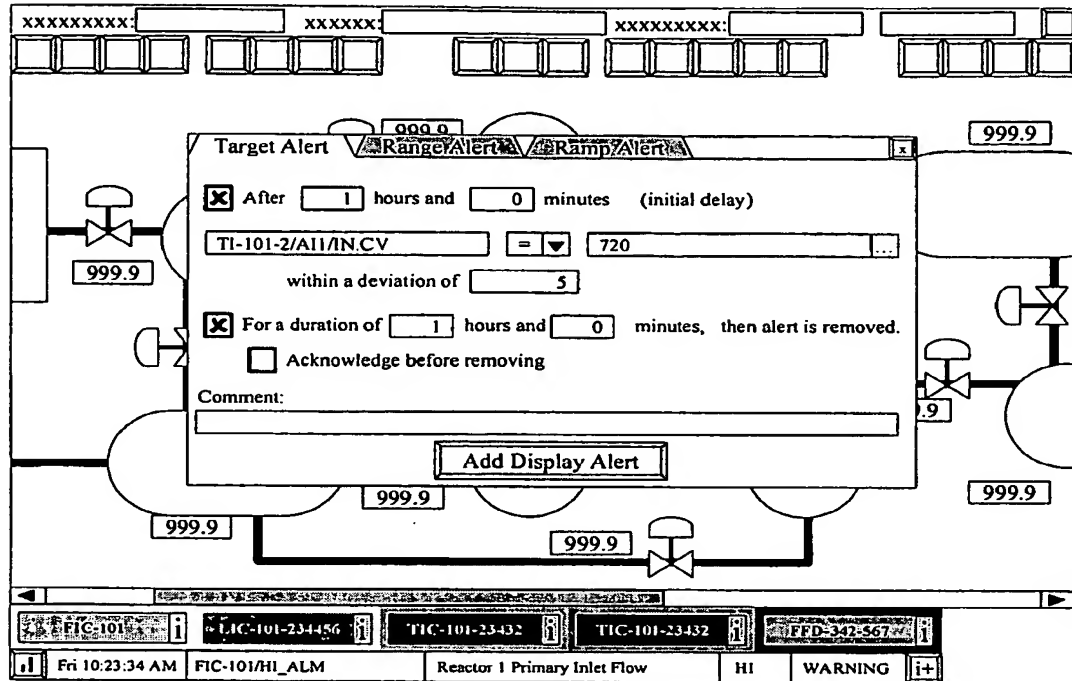 xxxxxxxxx: xxxxxx: xxxxxxxxx:
999.9 999.9
Target Alert Range Alert Ramp Alert x
After 1 hours and 0 minutes (initial delay)
TI-101-2/AI1/IN.CV = 720 ...
999.9
within a deviation of 5
For a duration of 1 hours and 0 minutes, then alert is removed.
Acknowledge before removing
.9
Comment:
Add Display Alert
999.9 999.9
999.9 999.9
FIC-101 i LIC-101-234456 i TIC-101-23432 i TIC-101-23432 i FFD-342-567 i
Fri 10:23:34 AM FIC-101/HI_ALM Reactor 1 Primary Inlet Flow HI WARNING i+